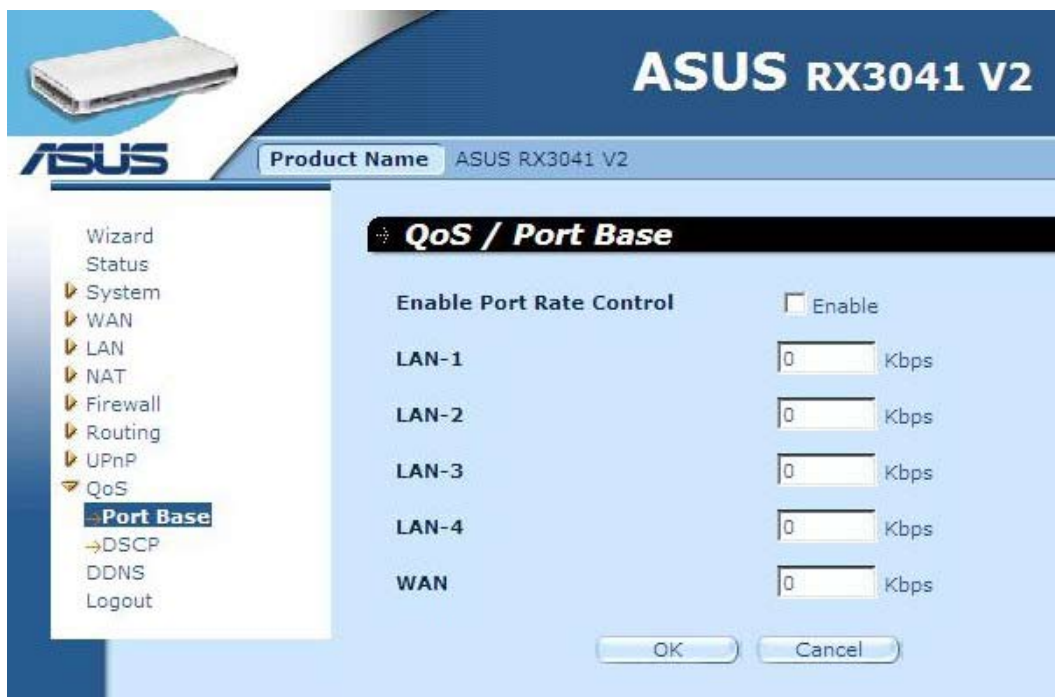 ASUS RX3041 V2
ASUS
Product Name ASUS RX3041 V2
Wizard
Status
System
WAN
LAN
NAT
Firewall
Routing
UPnP
QoS
Port Base
DSCP
DDNS
Logout
QoS / Port Base
Enable Port Rate Control Enable
LAN-1 0 Kbps
LAN-2 0 Kbps
LAN-3 0 Kbps
LAN-4 0 Kbps
WAN 0 Kbps
OK Cancel